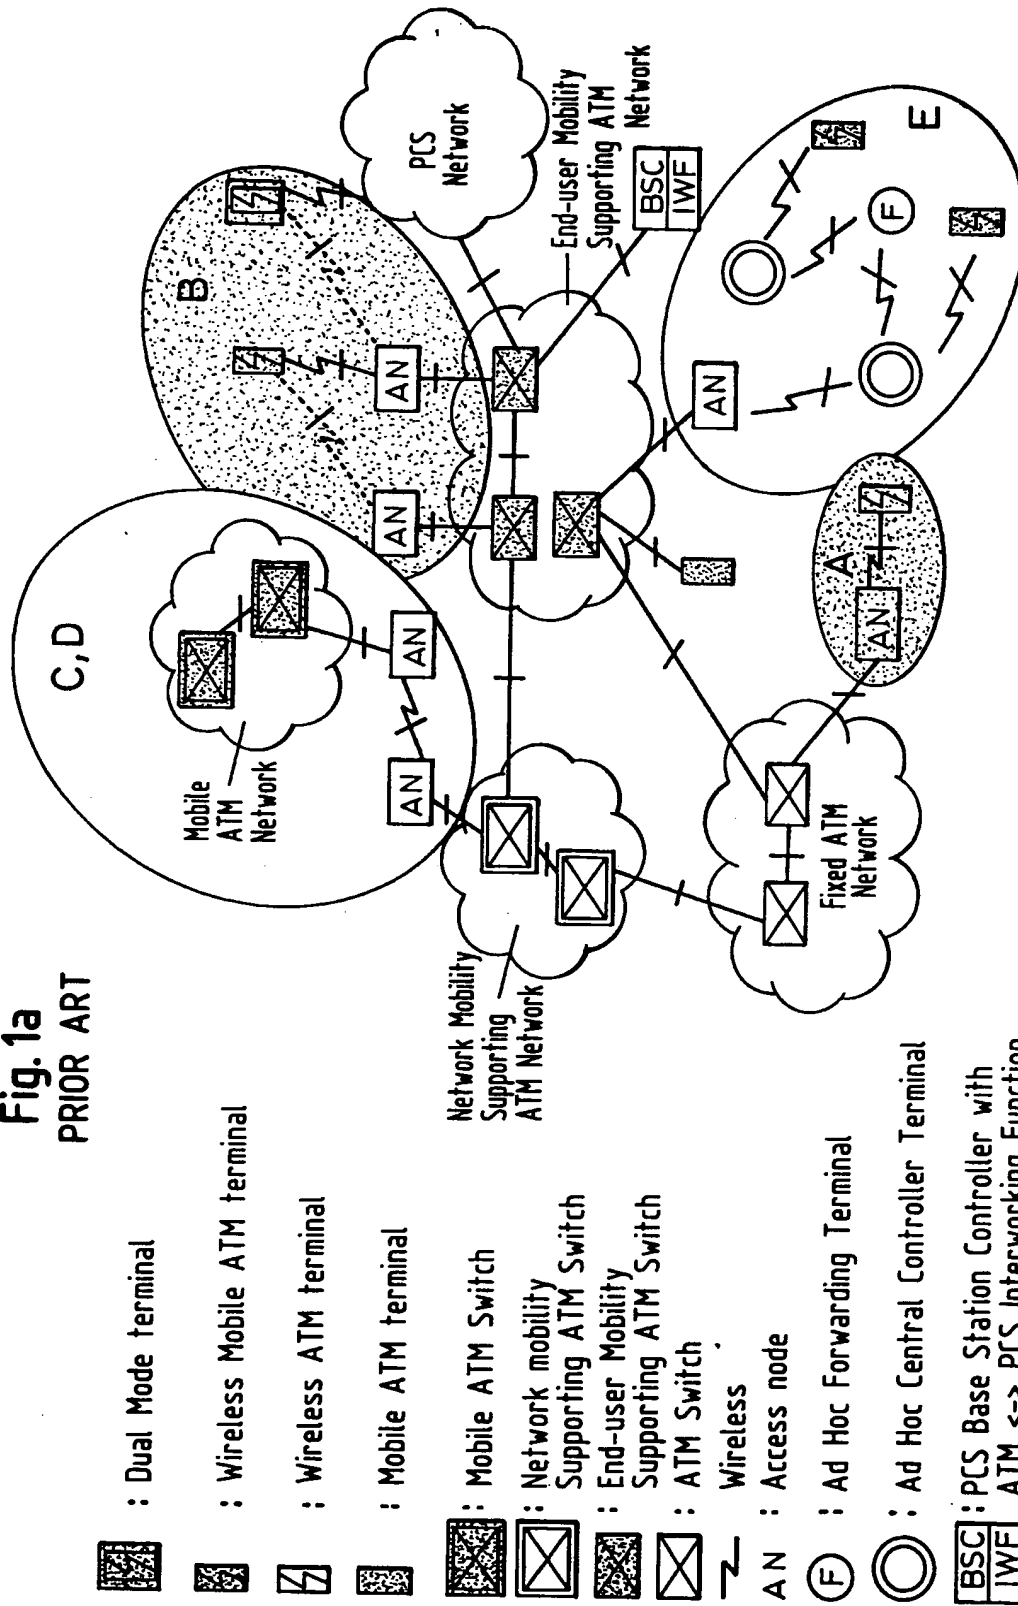 Fig. 1a
PRIOR ART
: Dual Mode terminal
: Wireless Mobile ATM terminal
: Wireless ATM terminal
: Mobile ATM terminal
: Mobile ATM Switch
: Network mobility
Supporting ATM Switch
: End-user Mobility
Supporting ATM Switch
: ATM Switch
Wireless
AN : Access node
F : Ad Hoc Forwarding Terminal
: Ad Hoc Central Controller Terminal
BSC
IWF
: PCS Base Station Controller with
ATM <-> PCS Interworking Function
C, D
Mobile
ATM
Network
AN
AN
B
AN
AN
PCS
Network
End-user Mobility
Supporting ATM
Network
BSC
IWF
Network Mobility
Supporting
ATM Network
Fixed ATM
Network
A
AN
E
AN
F